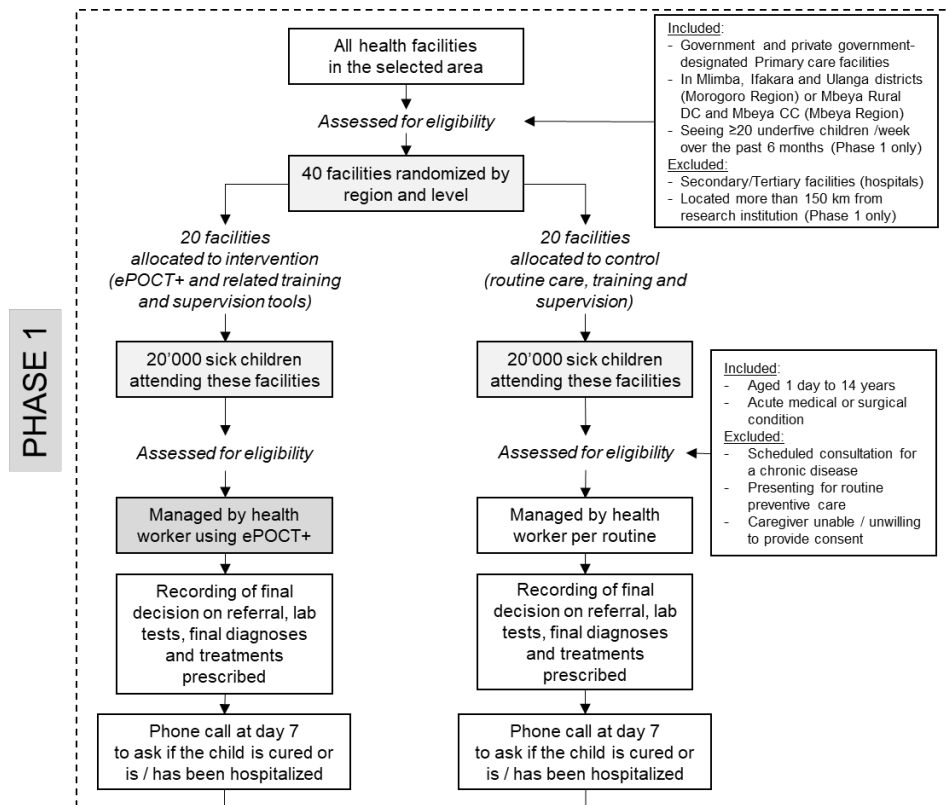 PHASE 1
All health facilities
in the selected area
Assessed for eligibility
Included:
- Government and private government-
designated Primary care facilities
- In Mlimba, Ifakara and Ulanga districts
(Morogoro Region) or Mbeya Rural
DC and Mbeya CC (Mbeya Region)
- Seeing ≥20 underfive children /week
over the past 6 months (Phase 1 only)
Excluded:
- Secondary/Tertiary facilities (hospitals)
- Located more than 150 km from
research institution (Phase 1 only)
40 facilities randomized by
region and level
20 facilities
allocated to intervention
(ePOCT+ and related training
and supervision tools)
20 facilities
allocated to control
(routine care, training and
supervision)
20'000 sick children
attending these facilities
20'000 sick children
attending these facilities
Assessed for eligibility
Assessed for eligibility
Included:
- Aged 1 day to 14 years
- Acute medical or surgical
condition
Excluded:
- Scheduled consultation for
a chronic disease
- Presenting for routine
preventive care
- Caregiver unable / unwilling
to provide consent
Managed by health
worker using ePOCT+
Managed by health
worker per routine
Recording of final
decision on referral, lab
tests, final diagnoses
and treatments
prescribed
Recording of final
decision on referral, lab
tests, final diagnoses
and treatments
prescribed
Phone call at day 7
to ask if the child is cured or
is / has been hospitalized
Phone call at day 7
to ask if the child is cured or
is / has been hospitalized